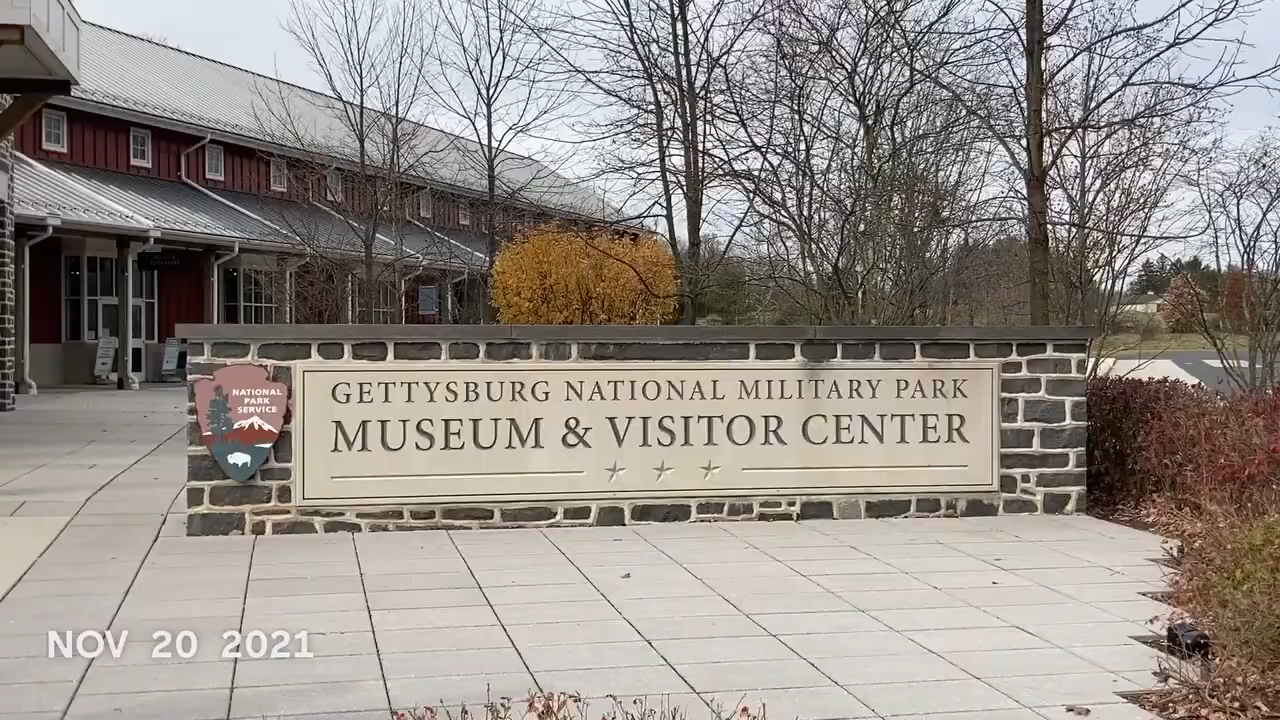 NATIONAL
PARK
SERVICE
GETTYSBURG NATIONAL MILITARY PARK
MUSEUM & VISITOR CENTER
NOV 20 2021